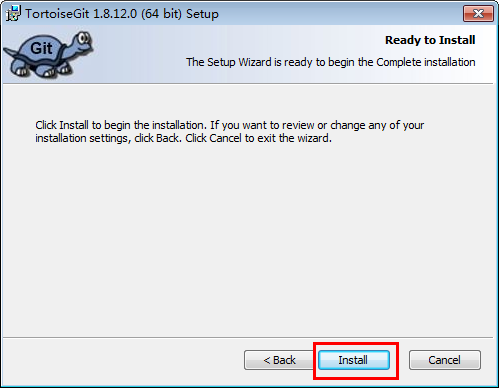 TortoiseGit 1.8.12.0 (64 bit) Setup
Git
Ready to Install
The Setup Wizard is ready to begin the Complete installation
Click Install to begin the installation. If you want to review or change any of your
installation settings, click Back. Click Cancel to exit the wizard.
< Back
Install
Cancel